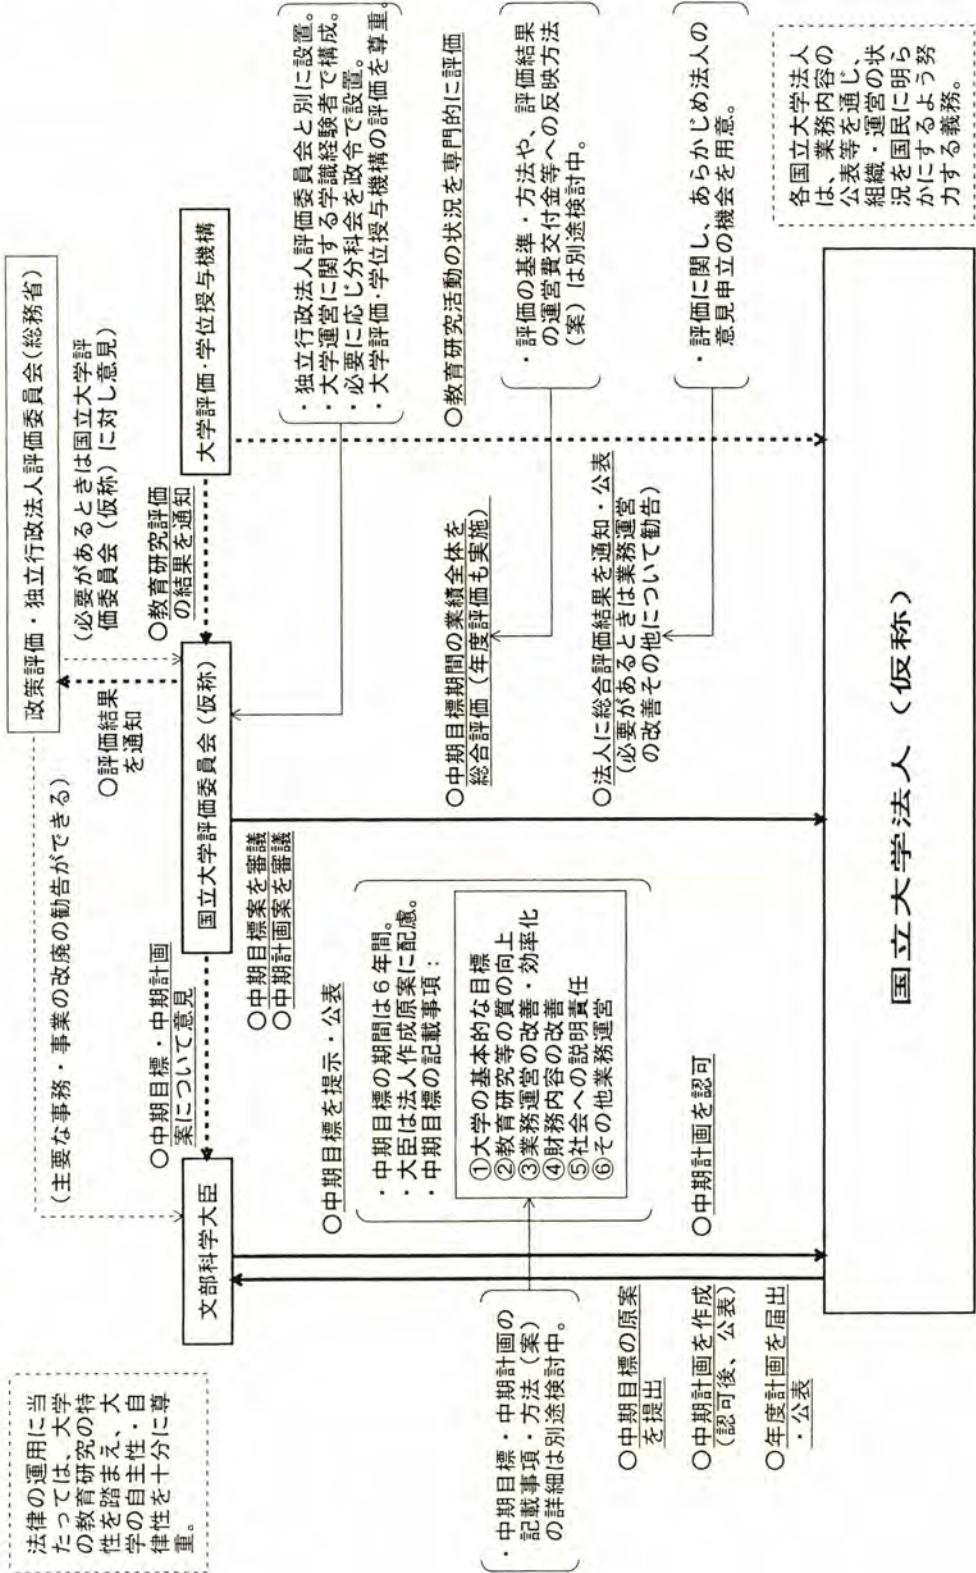 法律の運用に当
たっては、大学
の教育研究の特
性を踏まえ、大
学の自主性・自
律性を十分に尊
重。
政策評価・独立行政法人評価委員会(総務省)
(主要な事務・事業の改廃の勧告ができる)
○評価結果
を通知
(必要があるときは国立大学評
価委員会(仮称)に対し意見)
文部科学大臣
○中期目標・中期計画
案について意見
国立大学評価委員会(仮称)
○教育研究評価
の結果を通知
大学評価・学位授与機構
○中期目標案を審議
○中期計画案を審議
・独立行政法人評価委員会と別に設置。
・大学運営に関する学識経験者で構成。
・必要に応じ分科会を政令で設置。
・大学評価・学位授与機構の評価を尊重。
○中期目標を提示・公表
・中期目標の期間は6年間。
・大臣は法人作成原案に配慮。
・中期目標の記載事項:
①大学の基本的な目標
②教育研究等の質の向上
③業務運営の改善・効率化
④財務内容の改善
⑤社会への説明責任
⑥その他業務運営
○教育研究活動の状況を専門的に評価
○中期目標期間の業績全体を
総合評価(年度評価も実施)
・評価の基準・方法や、評価結果
の運営費交付金等への反映方法
(案)は別途検討中。
・中期目標・中期計画の
記載事項・方法(案)
の詳細は別途検討中。
○法人に総合評価結果を通知・公表
(必要があるときは業務運営
の改善その他について勧告)
・評価に関し、あらかじめ法人の
意見申立の機会を用意。
○中期目標の原案
を提出
○中期計画を認可
○中期計画を作成
(認可後、公表)
○年度計画を届出
・公表
各国立大学法人
は、業務内容の
公表等を通じ、
組織・運営の状
況を国民に明ら
かにするよう努
力する義務。
国立大学法人(仮称)